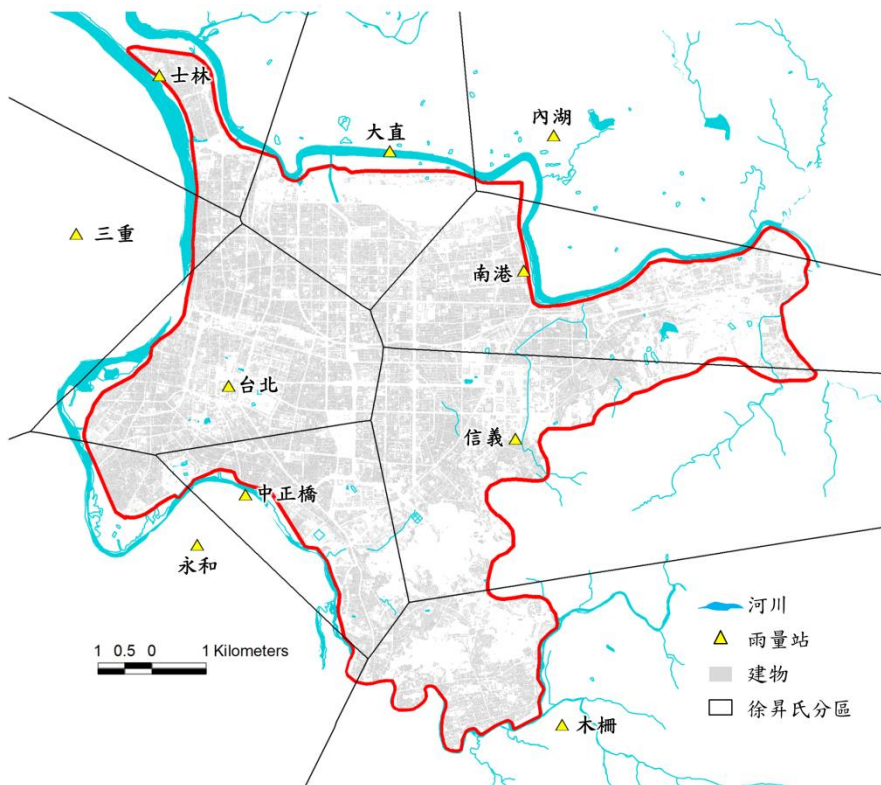 士林
大直
內湖
三重
南港
台北
信義
中正橋
永和
木柵
河川
雨量站
建物
徐昇氏分區
1 0.5 0 1 Kilometers